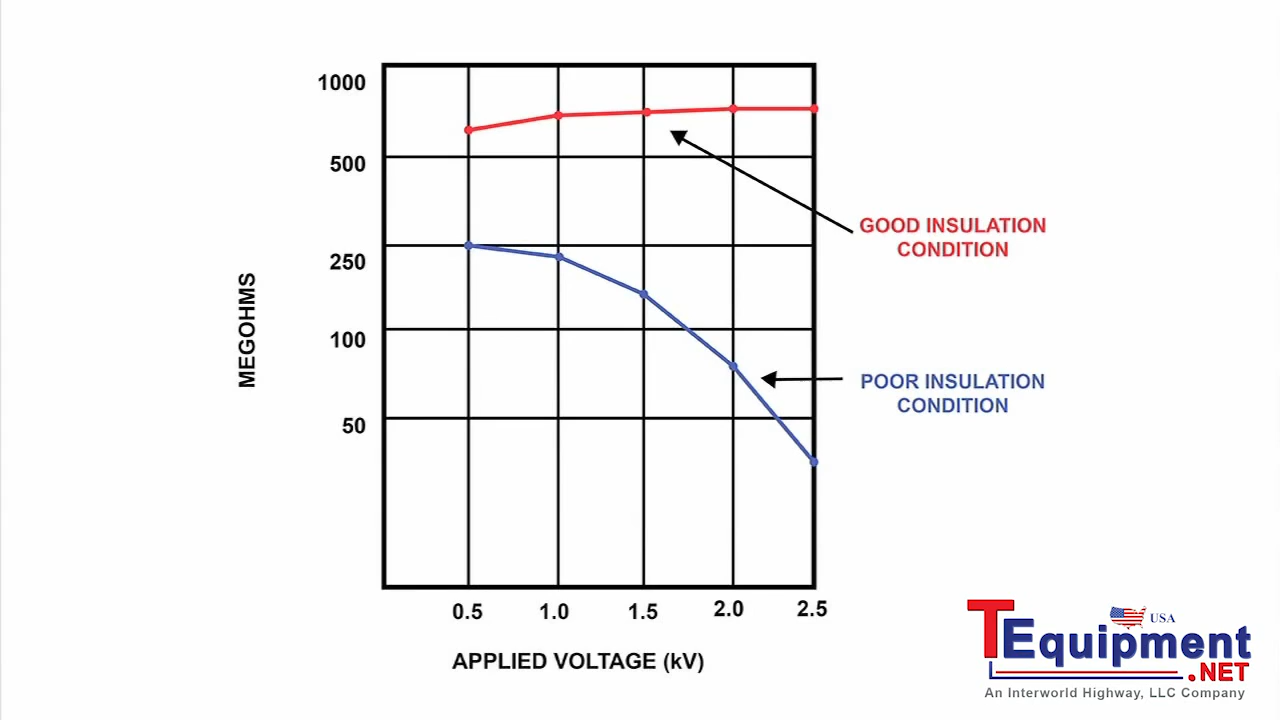 1000
500
250
100
50
MEGOHMS
0.5 1.0 1.5 2.0 2.5
APPLIED VOLTAGE (kV)
GOOD INSULATION
CONDITION
POOR INSULATION
CONDITION
USA
TEquipment
.NET
An Interworld Highway, LLC Company